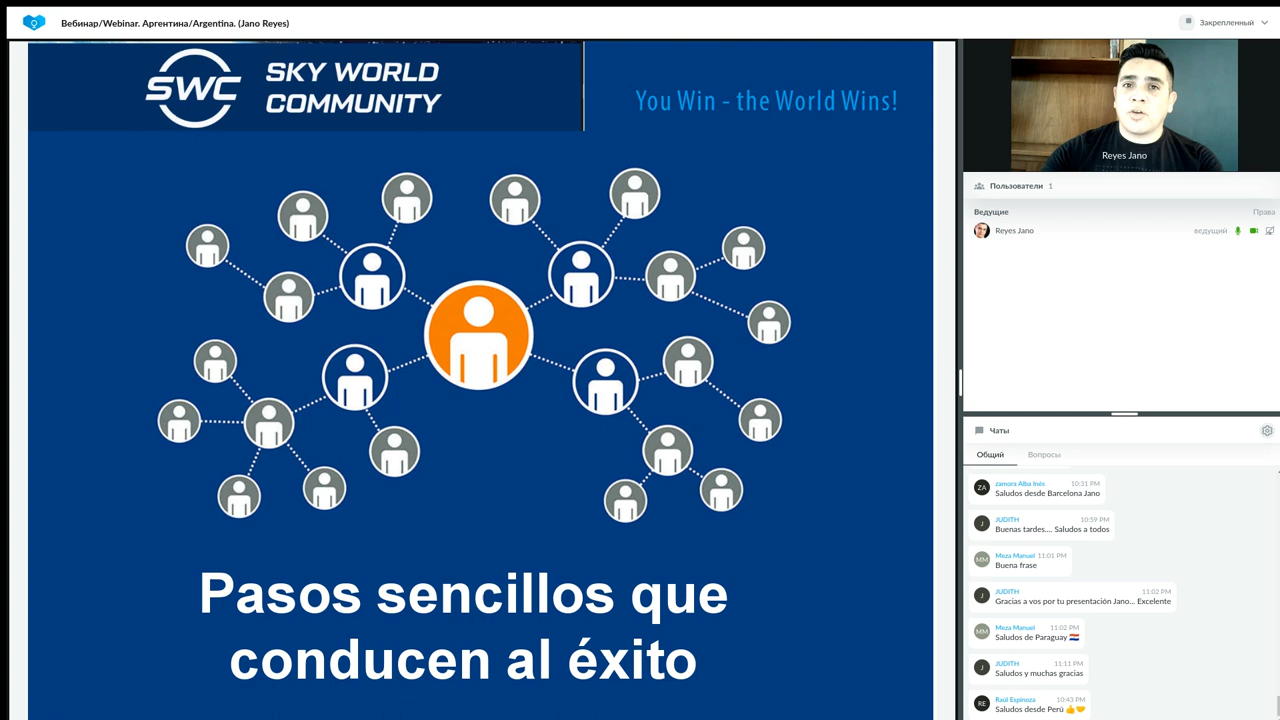 Вебинар/Webinar. Аргентина/Argentina. (Jano Reyes)
Закрепленный
SWC
SKY WORLD
COMMUNITY
You Win - the World Wins!
Reyes Jano
Пользователи 1
Ведущие
Права
Reyes Jano
ведущий
Чаты
Общий
Вопросы
ZA
zamora Alba Inés 10:31 PM
Saludos desde Barcelona Jano
J
JUDITH 10:59 PM
Buenas tardes.... Saludos a todos
MM
Meza Manuel 11:01 PM
Buena frase
J
JUDITH 11:02 PM
Gracias a vos por tu presentación Jano... Excelente
MM
Meza Manuel 11:02 PM
Saludos de Paraguay 🇵🇾
J
JUDITH 11:11 PM
Saludos y muchas gracias
RE
Raúl Espinoza 10:43 PM
Saludos desde Perú 👍🤝
Pasos sencillos que
conducen al éxito